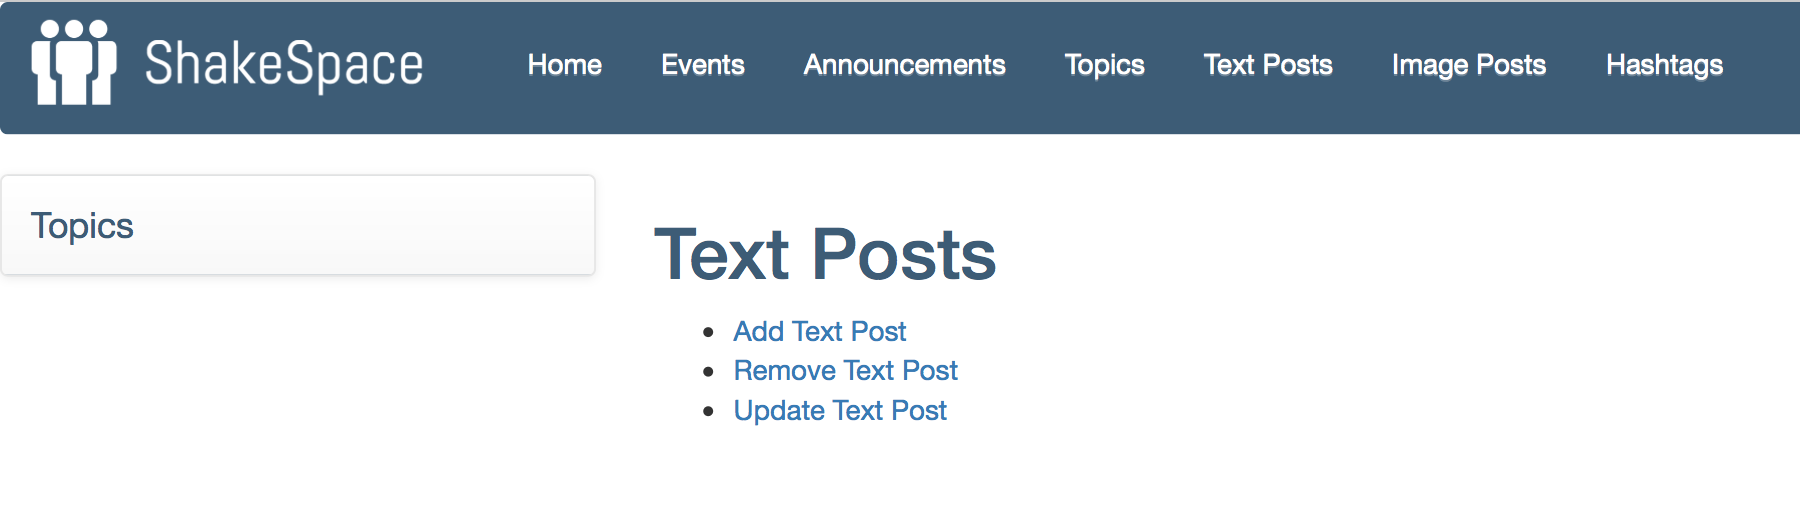 ShakeSpace Home Events Announcements Topics Text Posts Image Posts Hashtags
Topics
Text Posts
Add Text Post
Remove Text Post
Update Text Post